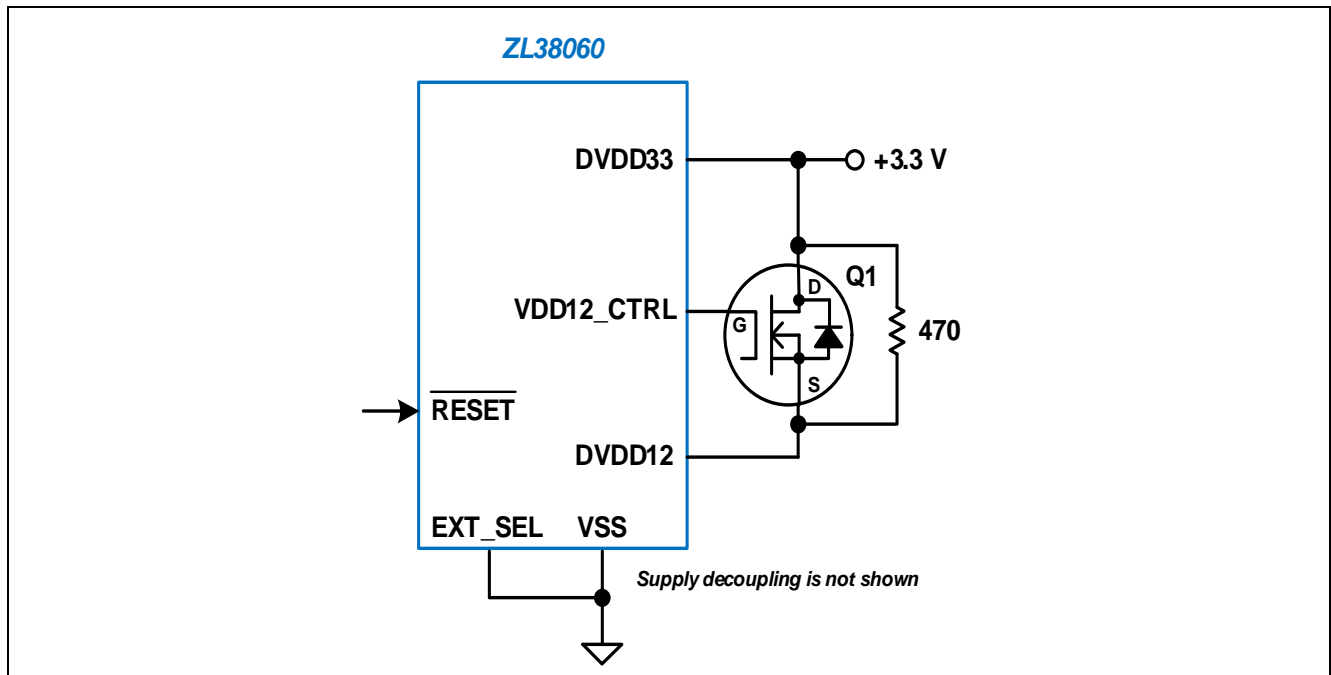 ZL38060
DVDD33
+3.3 V
D
Q1
VDD12_CTRL
G
470
S
RESET
DVDD12
EXT_SEL VSS
Supply decoupling is not shown